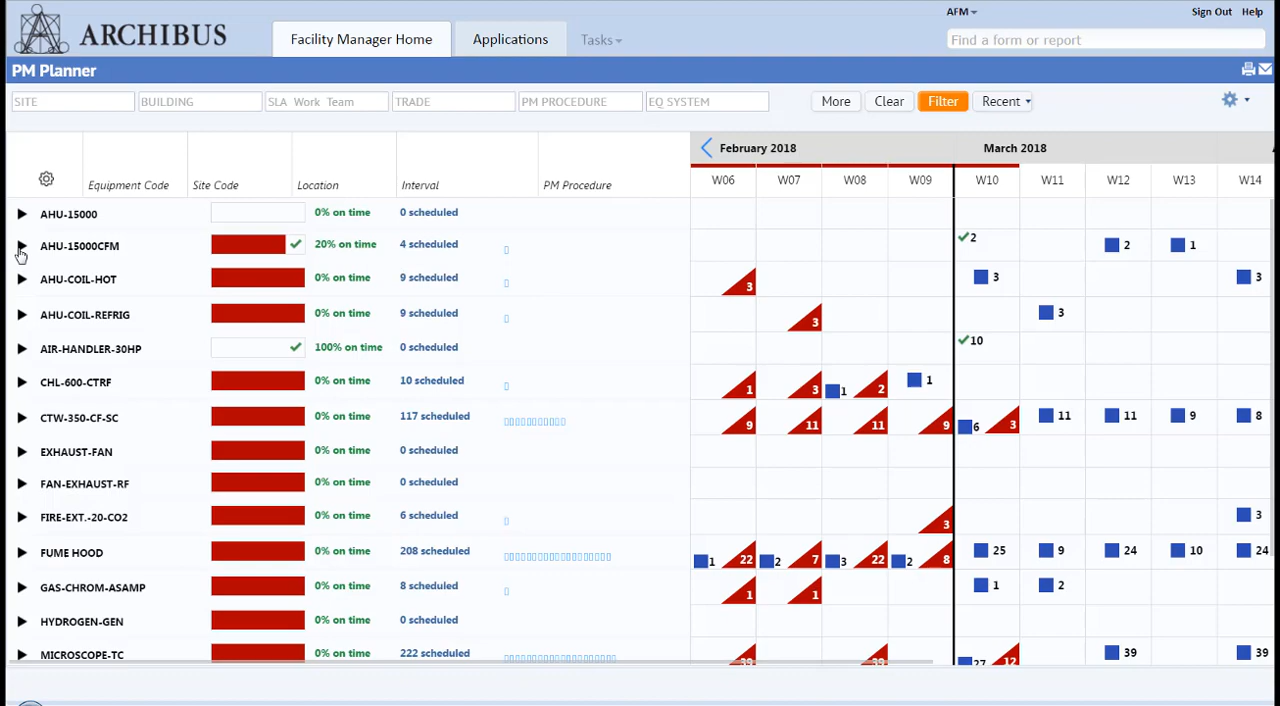 ARCHIBUS
Facility Manager Home
Applications
Tasks
AFM
Sign Out
Help
Find a form or report
PM Planner
SITE
BUILDING
SLA Work Team
TRADE
PM PROCEDURE
EQ SYSTEM
More
Clear
Filter
Recent
February 2018
March 2018
Equipment Code
Site Code
Location
Interval
PM Procedure
W06
W07
W08
W09
W10
W11
W12
W13
W14
AHU-15000
0% on time
0 scheduled
AHU-15000CFM
20% on time
4 scheduled
2
2
1
AHU-COIL-HOT
0% on time
9 scheduled
3
3
3
AHU-COIL-REFRIG
0% on time
9 scheduled
3
3
AIR-HANDLER-30HP
100% on time
0 scheduled
10
CHL-600-CTRF
0% on time
10 scheduled
1
3
1
2
1
CTW-350-CF-SC
0% on time
117 scheduled
9
11
11
9
6
3
11
11
9
8
EXHAUST-FAN
0% on time
0 scheduled
FAN-EXHAUST-RF
0% on time
0 scheduled
FIRE-EXT.-20-CO2
0% on time
6 scheduled
3
3
FUME HOOD
0% on time
208 scheduled
1
22
2
7
3
22
2
8
25
9
24
10
24
GAS-CHROM-ASAMP
0% on time
8 scheduled
1
1
1
2
HYDROGEN-GEN
0% on time
0 scheduled
MICROSCOPE-TC
0% on time
222 scheduled
39
39
27
12
39
39